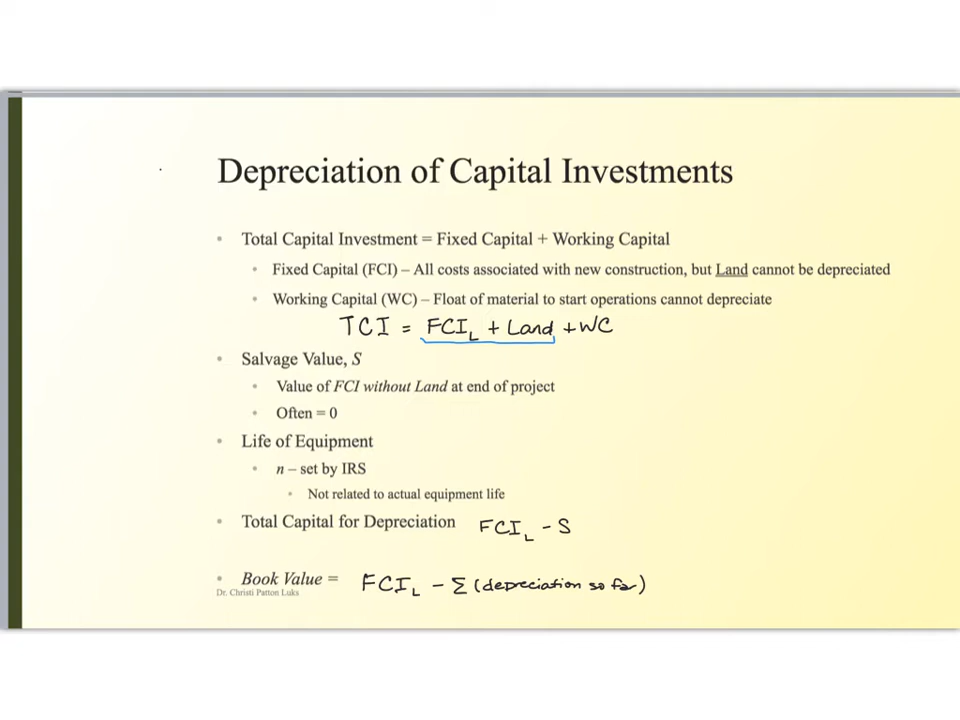 Depreciation of Capital Investments
• Total Capital Investment = Fixed Capital + Working Capital
• Fixed Capital (FCI) – All costs associated with new construction, but Land cannot be depreciated
• Working Capital (WC) – Float of material to start operations cannot depreciate
TCI = FCI_L + Land + WC
• Salvage Value, S
• Value of FCI without Land at end of project
• Often = 0
• Life of Equipment
• n – set by IRS
• Not related to actual equipment life
• Total Capital for Depreciation FCI_L - S
• Book Value = FCI_L - Σ (depreciation so far)
Dr. Christi Patton Luks